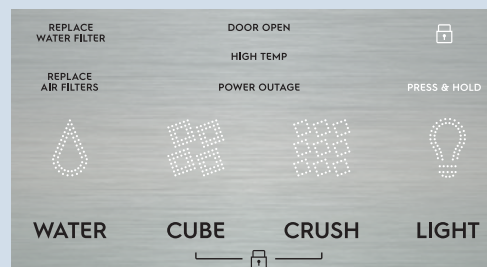 REPLACE
WATER FILTER
DOOR OPEN
HIGH TEMP
REPLACE
AIR FILTERS
POWER OUTAGE
PRESS & HOLD
WATER
CUBE
CRUSH
LIGHT